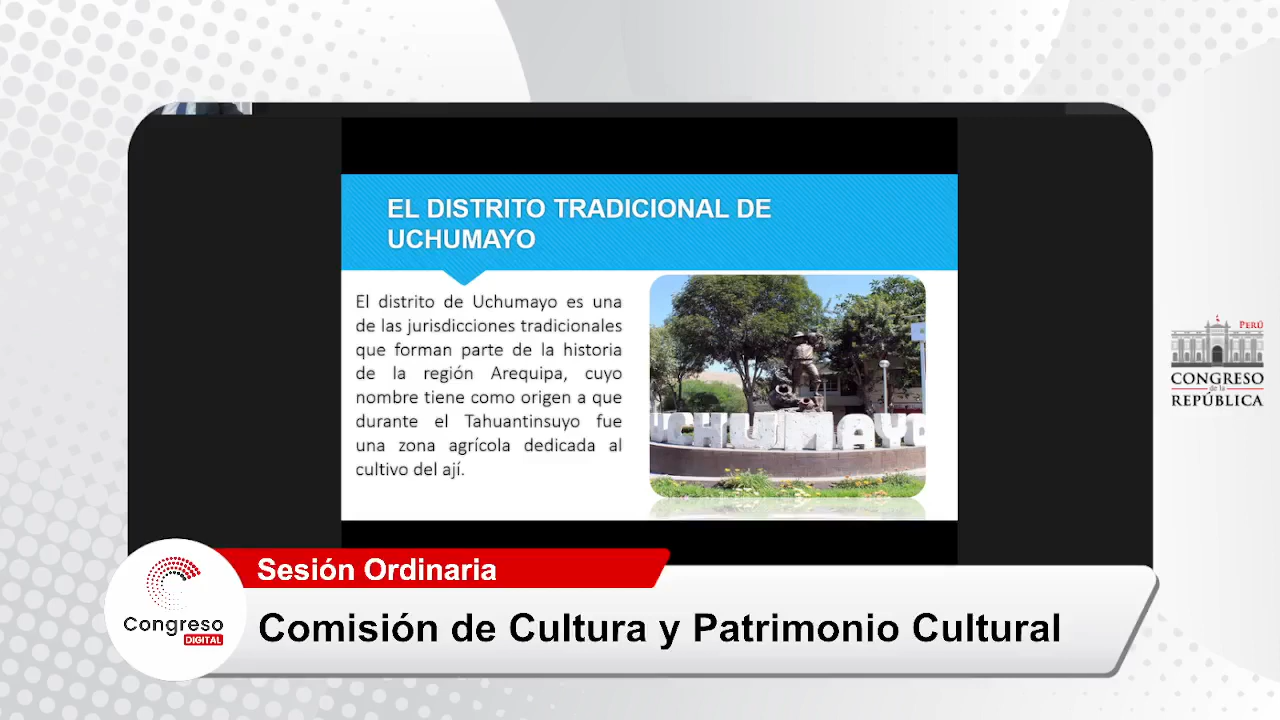 EL DISTRITO TRADICIONAL DE
UCHUMAYO
El distrito de Uchumayo es una
de las jurisdicciones tradicionales
que forman parte de la historia
de la región Arequipa, cuyo
nombre tiene como origen a que
durante el Tahuantinsuyo fue
una zona agrícola dedicada al
cultivo del ají.
UCHUMAYO
PERÚ
CONGRESO
de la
REPÚBLICA
Sesión Ordinaria
Congreso
DIGITAL
Comisión de Cultura y Patrimonio Cultural